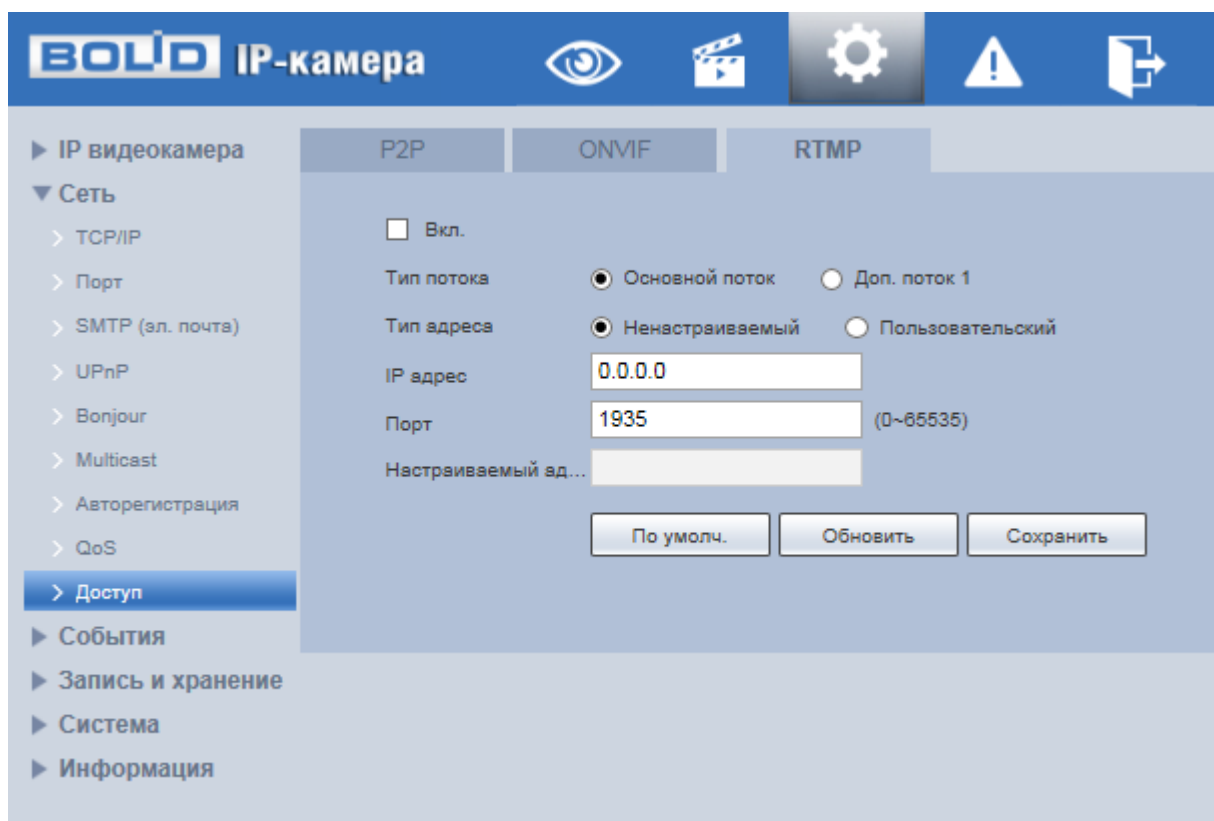 BOLID IP-камера
IP видеокамера
Сеть
TCP/IP
Порт
SMTP (эл. почта)
UPnP
Bonjour
Multicast
Авторегистрация
QoS
Доступ
События
Запись и хранение
Система
Информация
P2P ONVIF RTMP
Вкл.
Тип потока Основной поток Доп. поток 1
Тип адреса Ненастраиваемый Пользовательский
IP адрес 0.0.0.0
Порт 1935 (0~65535)
Настраиваемый ад...
По умолч. Обновить Сохранить